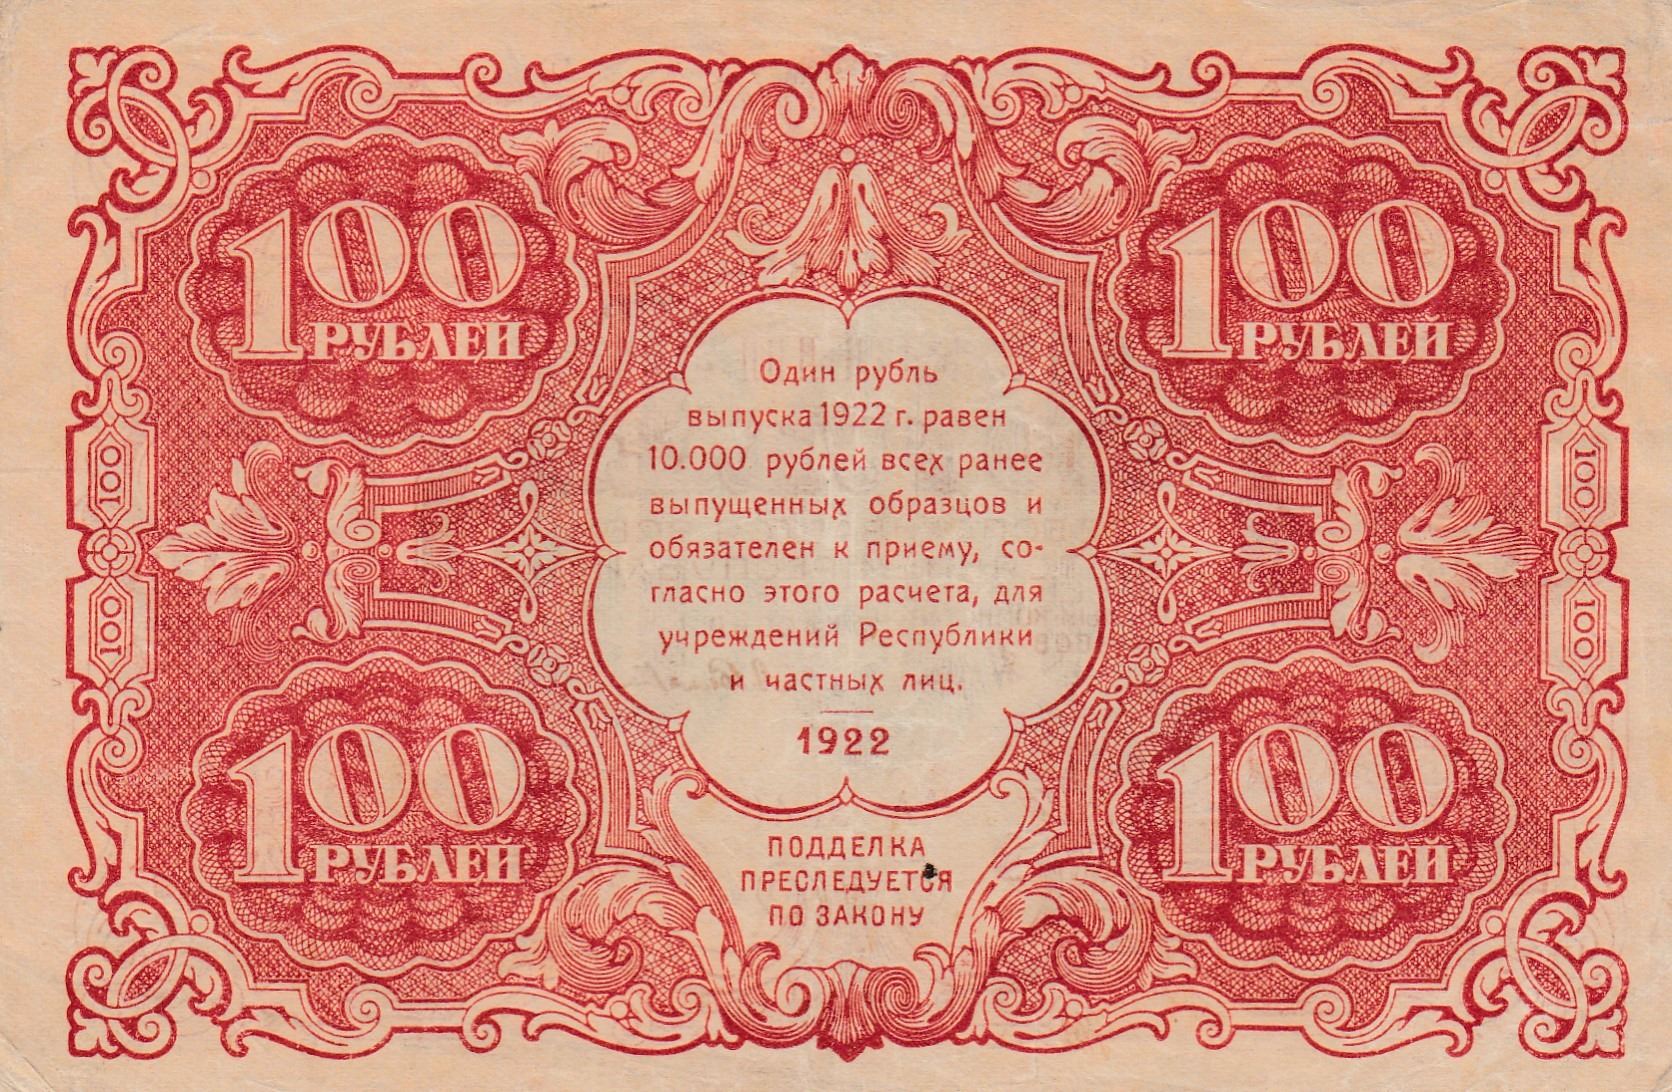 100
РУБЛЕЙ
100
РУБЛЕЙ
Один рубль
выпуска 1922 г. равен
10.000 рублей всех ранее
выпущенных образцов и
обязателен к приему, со-
гласно этого расчета, для
учреждений Республики
и частных лиц.
1922
100
100
100
100
100
РУБЛЕЙ
100
РУБЛЕЙ
ПОДДЕЛКА
ПРЕСЛЕДУЕТСЯ
ПО ЗАКОНУ